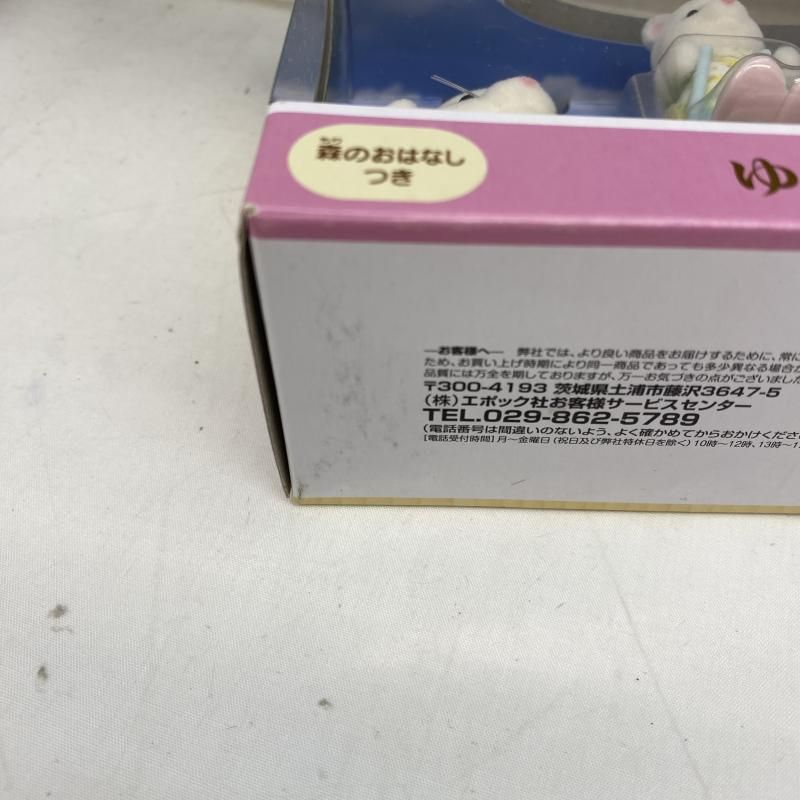 森のおはなし
つき
ゆ
―お客様へ― 弊社では、より良い商品をお届けするために、常に
ため、お買い上げ時期により同一商品であっても多少異なる場合が
品質には万全を期しておりますが、万一お気づきの点がございました
〒300-4193 茨城県土浦市藤沢3647-5
(株)エポック社お客様サービスセンター
TEL.029-862-5789
(電話番号は間違いのないよう、よく確かめてからおかけくださ
[電話受付時間] 月～金曜日 (祝日及び弊社特休日を除く) 10時～12時、13時～